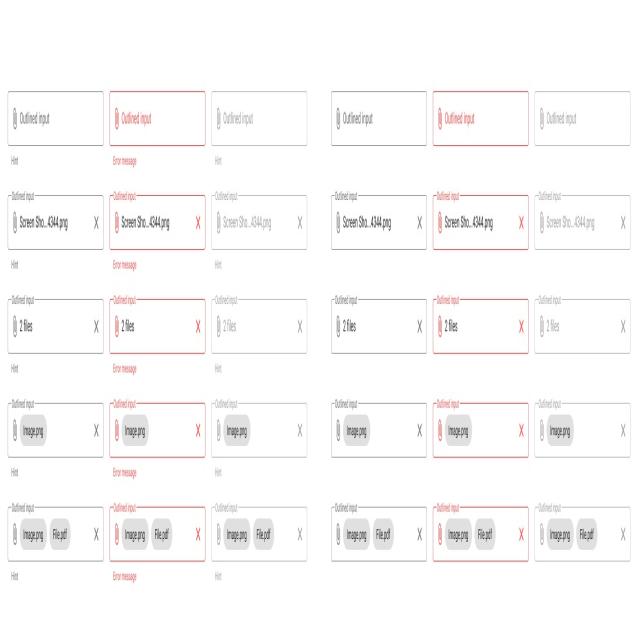 Outlined input Outlined input Outlined input Outlined input Outlined input Outlined input
Hint Error message Hint
Outlined input Outlined input Outlined input Outlined input Outlined input Outlined input
Screen Sho...4344.png Screen Sho...4344.png Screen Sho...4344.png Screen Sho...4344.png Screen Sho...4344.png Screen Sho...4344.png
Hint Error message Hint
Outlined input Outlined input Outlined input Outlined input Outlined input Outlined input
2 files 2 files 2 files 2 files 2 files 2 files
Hint Error message Hint
Outlined input Outlined input Outlined input Outlined input Outlined input Outlined input
Image.png Image.png Image.png Image.png Image.png Image.png
Hint Error message Hint
Outlined input Outlined input Outlined input Outlined input Outlined input Outlined input
Image.png File.pdf Image.png File.pdf Image.png File.pdf Image.png File.pdf Image.png File.pdf Image.png File.pdf
Hint Error message Hint